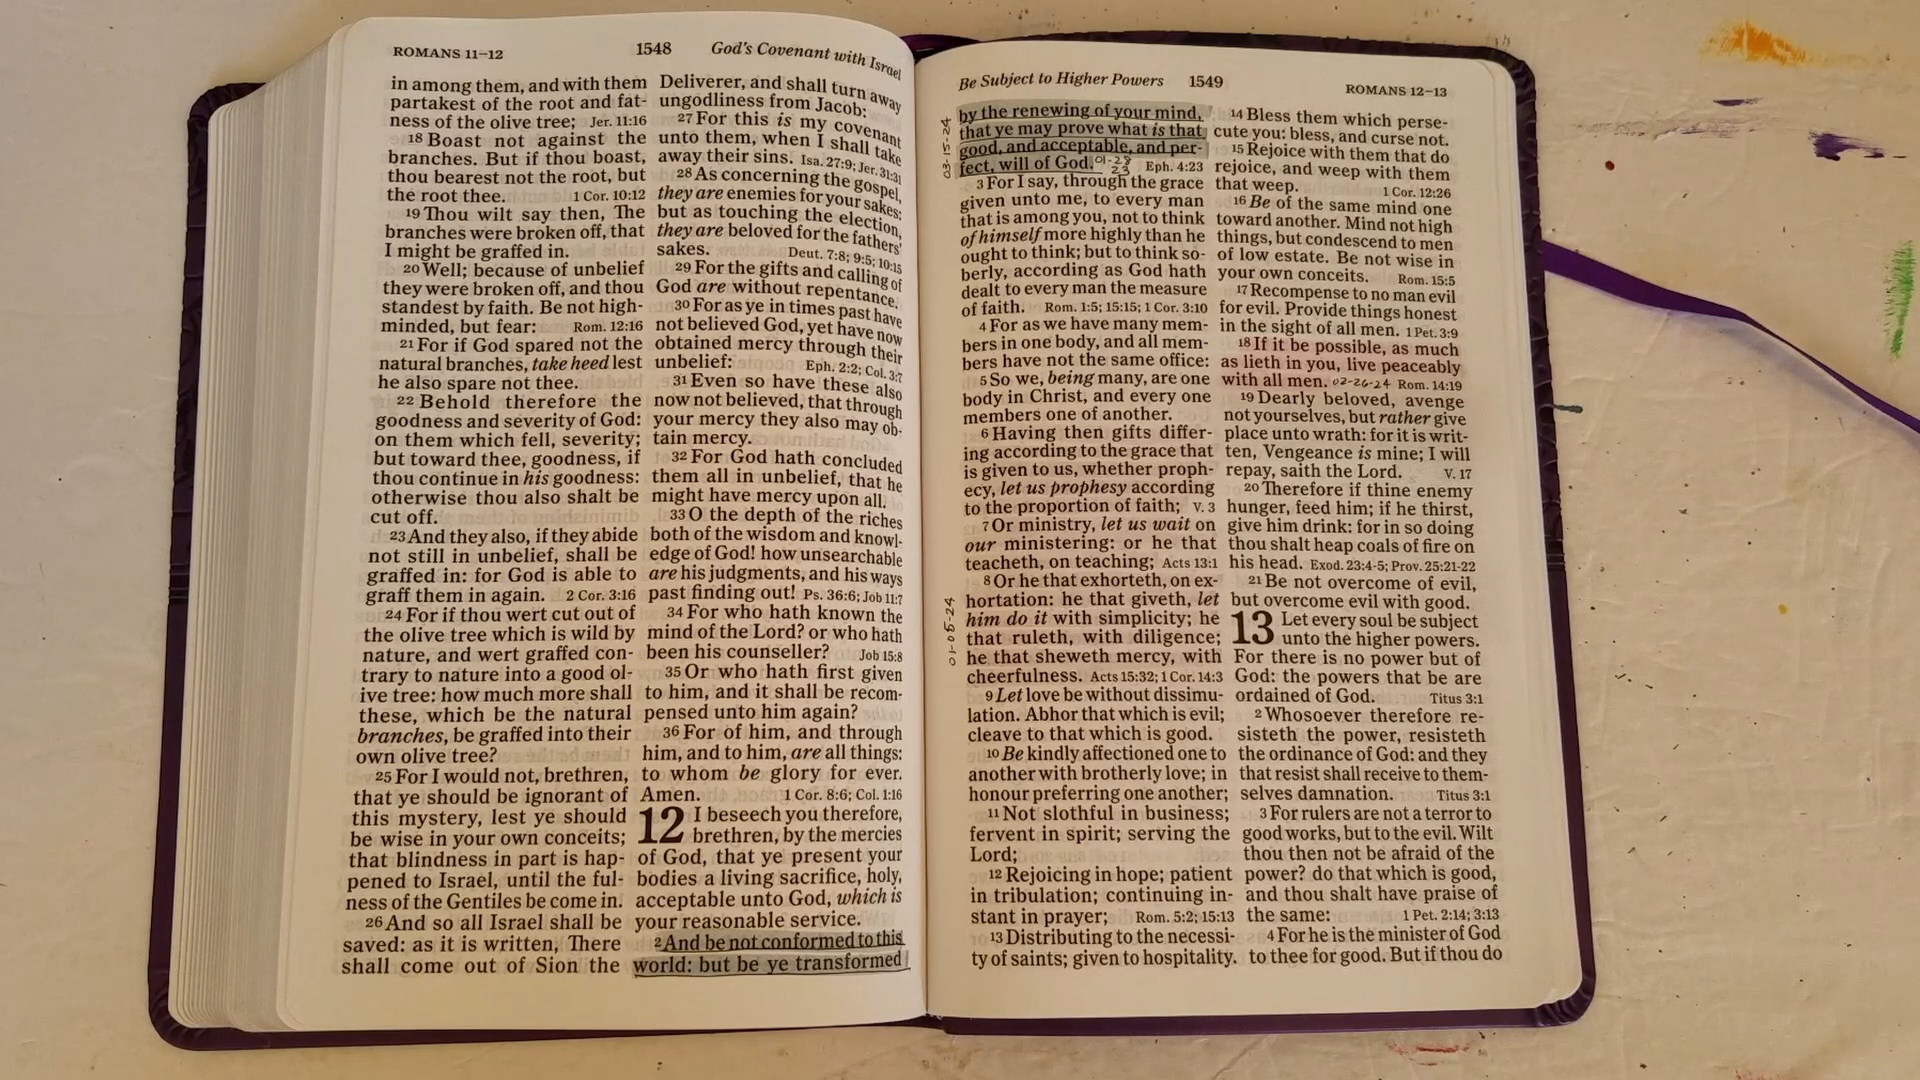 ROMANS 11–12
1548
God's Covenant with Israel
in among them, and with them
partakest of the root and fat-
ness of the olive tree; Jer. 11:16
18 Boast not against the
branches. But if thou boast,
thou bearest not the root, but
the root thee. 1 Cor. 10:12
19 Thou wilt say then, The
branches were broken off, that
I might be graffed in.
20 Well; because of unbelief
they were broken off, and thou
standest by faith. Be not high-
minded, but fear: Rom. 12:16
21 For if God spared not the
natural branches, take heed lest
he also spare not thee.
22 Behold therefore the
goodness and severity of God:
on them which fell, severity;
but toward thee, goodness, if
thou continue in his goodness:
otherwise thou also shalt be
cut off.
23 And they also, if they abide
not still in unbelief, shall be
graffed in: for God is able to
graff them in again. 2 Cor. 3:16
24 For if thou wert cut out of
the olive tree which is wild by
nature, and wert graffed con-
trary to nature into a good ol-
ive tree: how much more shall
these, which be the natural
branches, be graffed into their
own olive tree?
25 For I would not, brethren,
that ye should be ignorant of
this mystery, lest ye should
be wise in your own conceits;
that blindness in part is hap-
pened to Israel, until the ful-
ness of the Gentiles be come in.
26 And so all Israel shall be
saved: as it is written, There
shall come out of Sion the
Deliverer, and shall turn away
ungodliness from Jacob:
27 For this is my covenant
unto them, when I shall take
away their sins. Isa. 27:9; Jer. 31:31
28 As concerning the gospel,
they are enemies for your sakes:
but as touching the election,
they are beloved for the fathers'
sakes. Deut. 7:8; 9:5; 10:15
29 For the gifts and calling of
God are without repentance.
30 For as ye in times past have
not believed God, yet have now
obtained mercy through their
unbelief: Eph. 2:2; Col. 3:7
31 Even so have these also
now not believed, that through
your mercy they also may ob-
tain mercy.
32 For God hath concluded
them all in unbelief, that he
might have mercy upon all.
33 O the depth of the riches
both of the wisdom and knowl-
edge of God! how unsearchable
are his judgments, and his ways
past finding out! Ps. 36:6; Job 11:7
34 For who hath known the
mind of the Lord? or who hath
been his counseller? Job 15:8
35 Or who hath first given
to him, and it shall be recom-
pensed unto him again?
36 For of him, and through
him, and to him, are all things:
to whom be glory for ever.
Amen. 1 Cor. 8:6; Col. 1:16
12 I beseech you therefore,
brethren, by the mercies
of God, that ye present your
bodies a living sacrifice, holy,
acceptable unto God, which is
your reasonable service.
2 And be not conformed to this
world: but be ye transformed
Be Subject to Higher Powers
1549
ROMANS 12–13
03-15-24
by the renewing of your mind,
that ye may prove what is that
good, and acceptable, and per-
fect, will of God. 01-23 23 Eph. 4:23
3 For I say, through the grace
given unto me, to every man
that is among you, not to think
of himself more highly than he
ought to think; but to think so-
berly, according as God hath
dealt to every man the measure
of faith. Rom. 1:5; 15:15; 1 Cor. 3:10
4 For as we have many mem-
bers in one body, and all mem-
bers have not the same office:
5 So we, being many, are one
body in Christ, and every one
members one of another.
6 Having then gifts differ-
ing according to the grace that
is given to us, whether proph-
ecy, let us prophesy according
to the proportion of faith; V. 3
7 Or ministry, let us wait on
our ministering: or he that
teacheth, on teaching; Acts 13:1
01-05-24
8 Or he that exhorteth, on ex-
hortation: he that giveth, let
him do it with simplicity; he
that ruleth, with diligence;
he that sheweth mercy, with
cheerfulness. Acts 15:32; 1 Cor. 14:3
9 Let love be without dissimu-
lation. Abhor that which is evil;
cleave to that which is good.
10 Be kindly affectioned one to
another with brotherly love; in
honour preferring one another;
11 Not slothful in business;
fervent in spirit; serving the
Lord;
12 Rejoicing in hope; patient
in tribulation; continuing in-
stant in prayer; Rom. 5:2; 15:13
13 Distributing to the necessi-
ty of saints; given to hospitality.
14 Bless them which perse-
cute you: bless, and curse not.
15 Rejoice with them that do
rejoice, and weep with them
that weep. 1 Cor. 12:26
16 Be of the same mind one
toward another. Mind not high
things, but condescend to men
of low estate. Be not wise in
your own conceits. Rom. 15:5
17 Recompense to no man evil
for evil. Provide things honest
in the sight of all men. 1 Pet. 3:9
18 If it be possible, as much
as lieth in you, live peaceably
with all men. 02-26-24 Rom. 14:19
19 Dearly beloved, avenge
not yourselves, but rather give
place unto wrath: for it is writ-
ten, Vengeance is mine; I will
repay, saith the Lord. V. 17
20 Therefore if thine enemy
hunger, feed him; if he thirst,
give him drink: for in so doing
thou shalt heap coals of fire on
his head. Exod. 23:4-5; Prov. 25:21-22
21 Be not overcome of evil,
but overcome evil with good.
13 Let every soul be subject
unto the higher powers.
For there is no power but of
God: the powers that be are
ordained of God. Titus 3:1
2 Whosoever therefore re-
sisteth the power, resisteth
the ordinance of God: and they
that resist shall receive to them-
selves damnation. Titus 3:1
3 For rulers are not a terror to
good works, but to the evil. Wilt
thou then not be afraid of the
power? do that which is good,
and thou shalt have praise of
the same: 1 Pet. 2:14; 3:13
4 For he is the minister of God
to thee for good. But if thou do